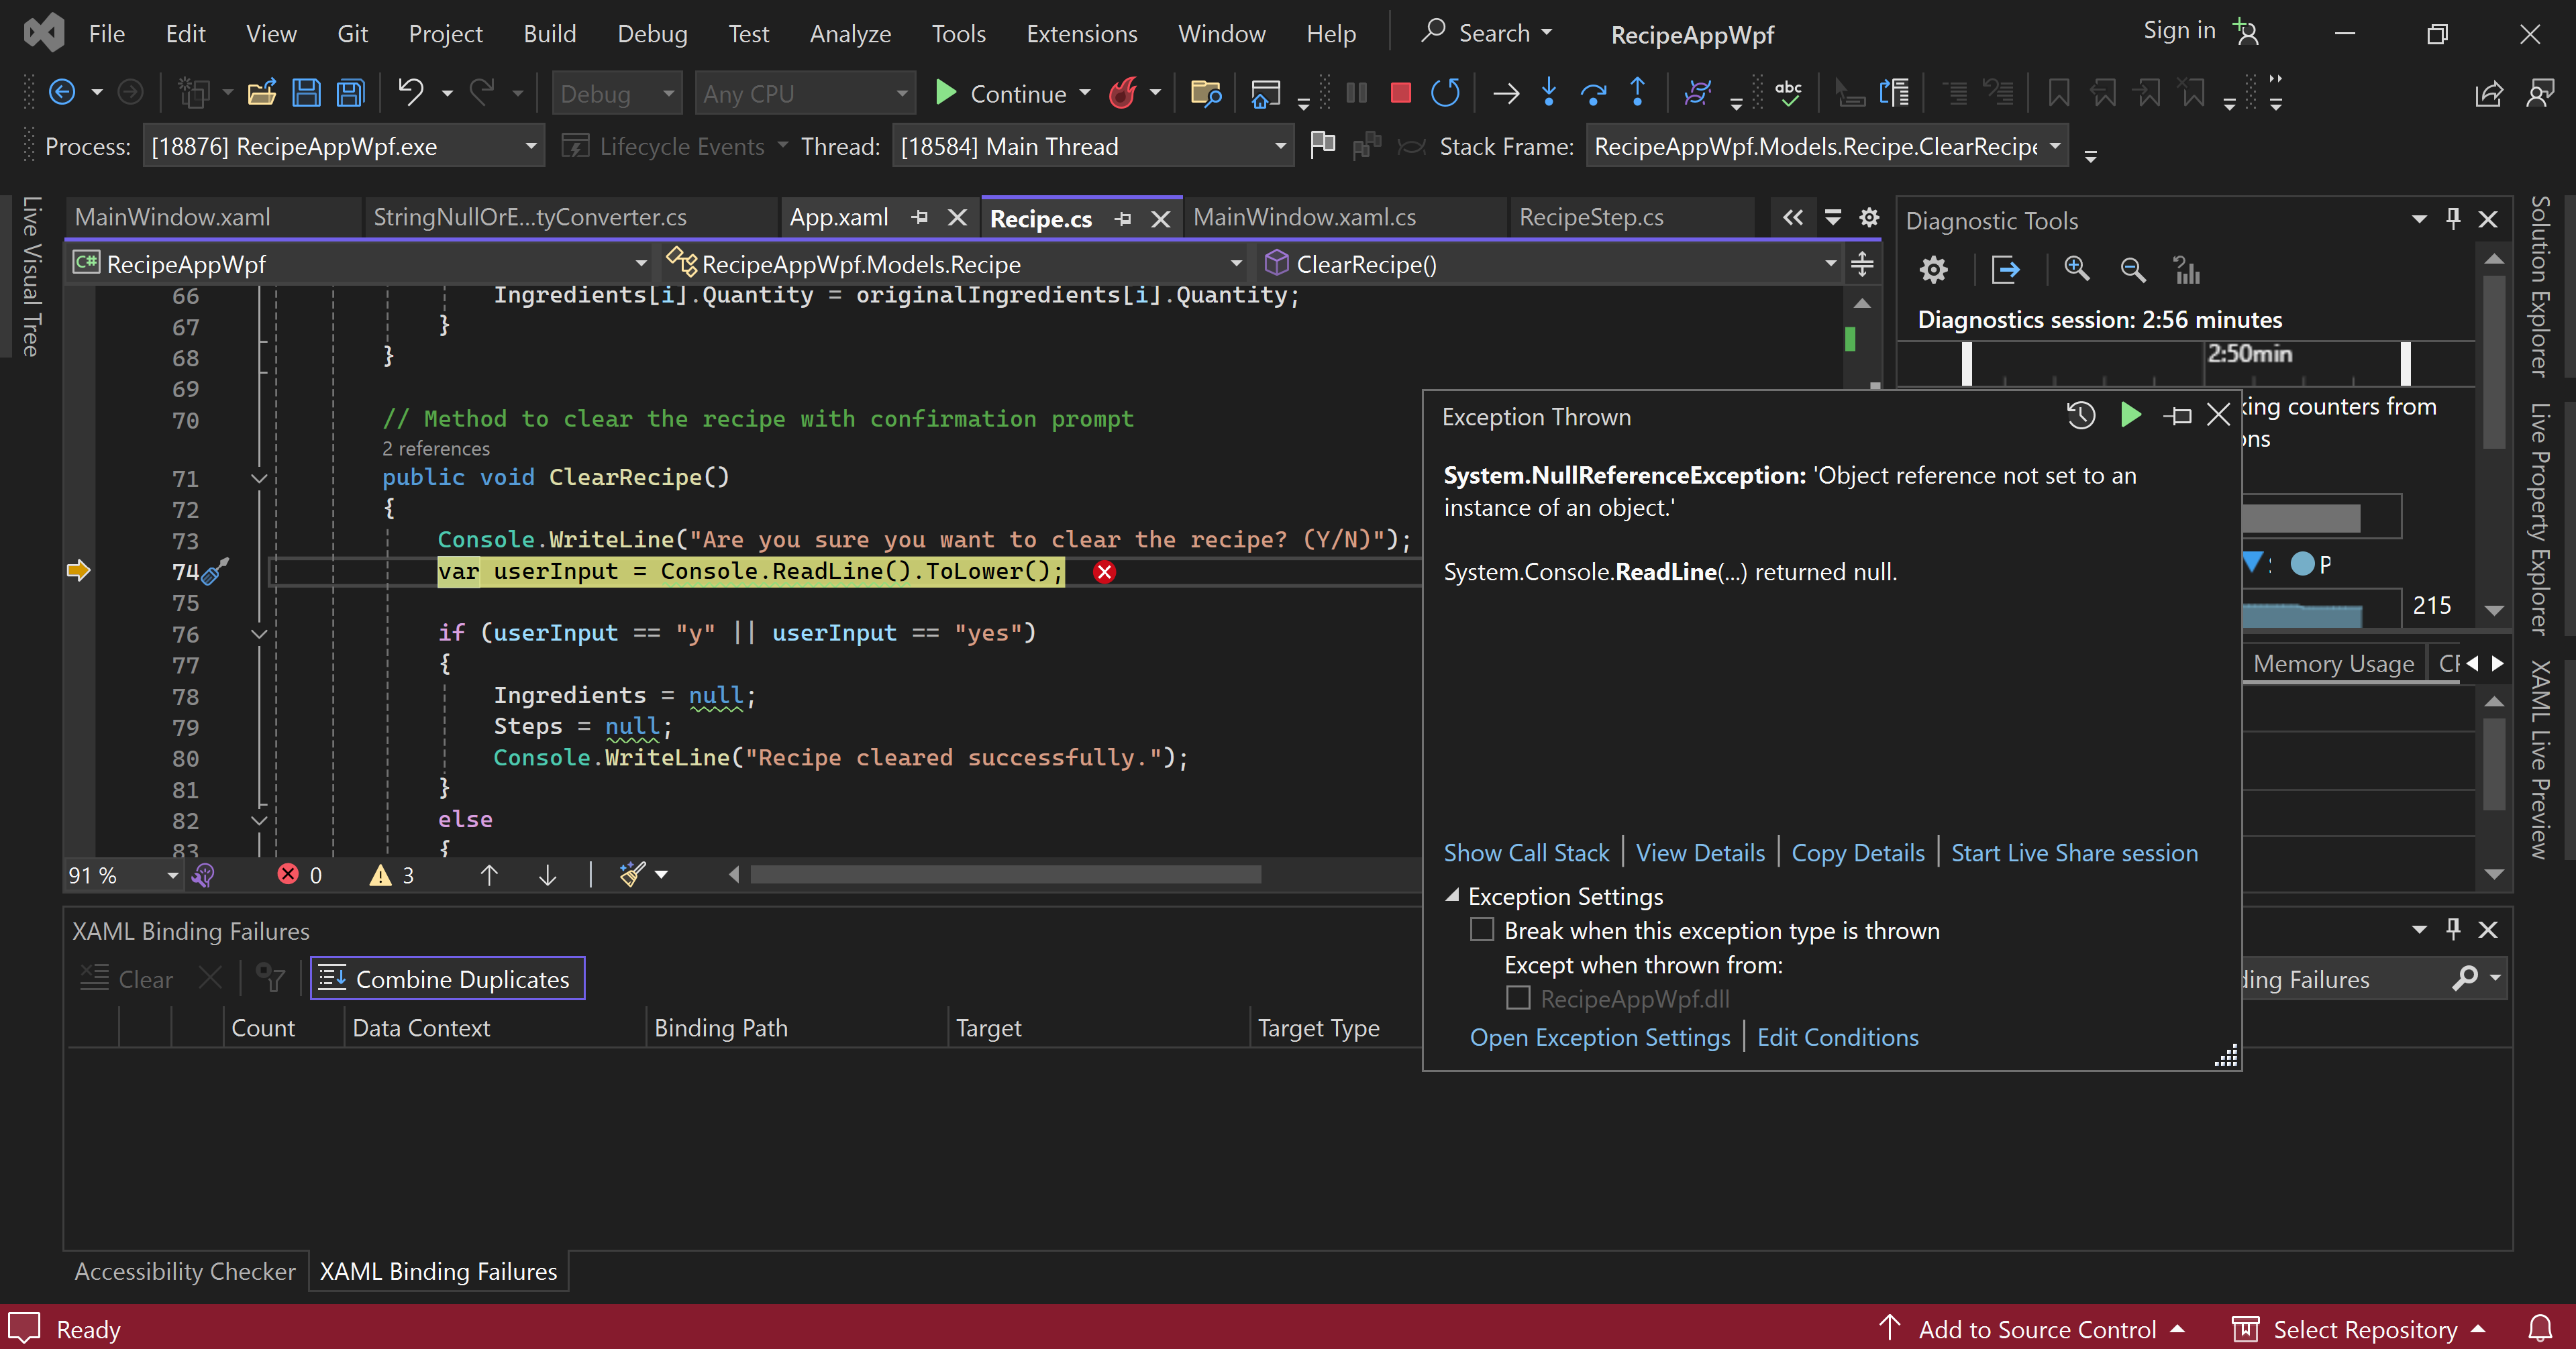 File Edit View Git Project Build Debug Test Analyze Tools Extensions Window Help Search RecipeAppWpf Sign in
Debug Any CPU Continue
Process: [18876] RecipeAppWpf.exe Lifecycle Events Thread: [18584] Main Thread Stack Frame: RecipeAppWpf.Models.Recipe.ClearRecipe
Live Visual Tree
MainWindow.xaml StringNullOrE...tyConverter.cs App.xaml Recipe.cs MainWindow.xaml.cs RecipeStep.cs
C# RecipeAppWpf RecipeAppWpf.Models.Recipe ClearRecipe()
66 Ingredients[i].Quantity = originalIngredients[i].Quantity;
67 }
68 }
69
70 // Method to clear the recipe with confirmation prompt
2 references
71 public void ClearRecipe()
72 {
73 Console.WriteLine("Are you sure you want to clear the recipe? (Y/N)");
74 var userInput = Console.ReadLine().ToLower();
75
76 if (userInput == "y" || userInput == "yes")
77 {
78 Ingredients = null;
79 Steps = null;
80 Console.WriteLine("Recipe cleared successfully.");
81 }
82 else
83 {
91 % 0 3
Exception Thrown
System.NullReferenceException: 'Object reference not set to an
instance of an object.'
System.Console.ReadLine(...) returned null.
Show Call Stack | View Details | Copy Details | Start Live Share session
Exception Settings
Break when this exception type is thrown
Except when thrown from:
RecipeAppWpf.dll
Open Exception Settings | Edit Conditions
Diagnostic Tools
Diagnostics session: 2:56 minutes
2:50min
king counters from
ons
P
215
Memory Usage
Solution Explorer
Live Property Explorer
XAML Live Preview
XAML Binding Failures
Clear Combine Duplicates ding Failures
Count Data Context Binding Path Target Target Type
Accessibility Checker XAML Binding Failures
Ready Add to Source Control Select Repository